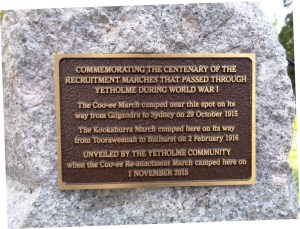 COMMEMORATING THE CENTENARY OF THE
RECRUITMENT MARCHES THAT PASSED THROUGH
YETHOLME DURING WORLD WAR I
The Coo-ee March camped near this spot on its
way from Gilgandra to Sydney on 29 October 1915
The Kookaburra March camped here on its way
from Tooraweenah to Bathurst on 2 February 1916
UNVEILED BY THE YETHOLME COMMUNITY
when the Coo-ee Re-enactment March camped here on
1 NOVEMBER 2015